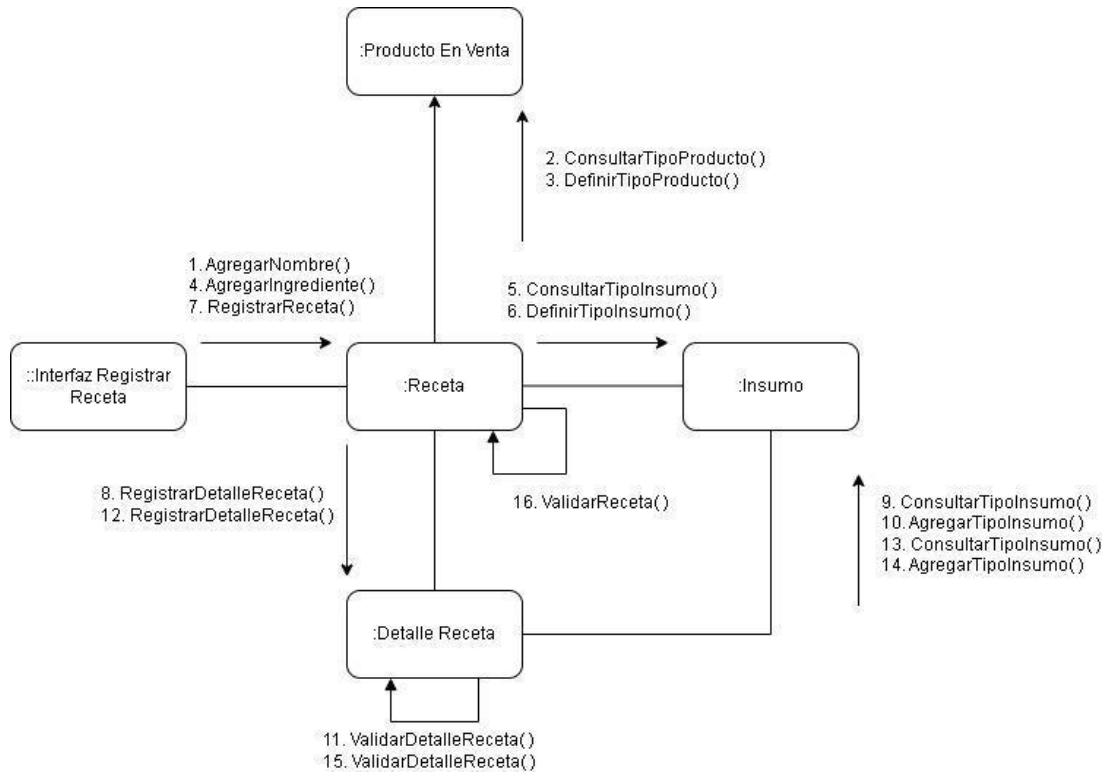 :Producto En Venta
2. ConsultarTipoProducto()
3. DefinirTipoProducto()
1. AgregarNombre()
4. AgregarIngrediente()
7. RegistrarReceta()
5. ConsultarTipoInsumo()
6. DefinirTipoInsumo()
::Interfaz Registrar
Receta
:Receta
:Insumo
8. RegistrarDetalleReceta()
12. RegistrarDetalleReceta()
16. ValidarReceta()
9. ConsultarTipoInsumo()
10. AgregarTipoInsumo()
13. ConsultarTipoInsumo()
14. AgregarTipoInsumo()
:Detalle Receta
11. ValidarDetalleReceta()
15. ValidarDetalleReceta()